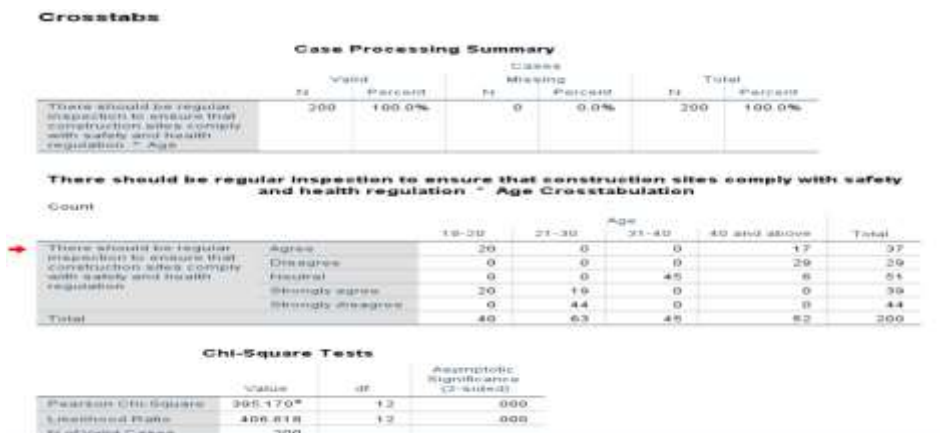 Crosstabs
Case Processing Summary
Cases
Valid Missing Total
N Percent N Percent N Percent
There should be regular 200 100.0% 0 0.0% 200 100.0%
inspection to ensure that
construction sites comply
with safety and health
regulation * Age
There should be regular inspection to ensure that construction sites comply with safety
and health regulation * Age Crosstabulation
Count
Age
18-20 21-30 31-40 40 and above Total
There should be regular Agree 20 0 0 17 37
inspection to ensure that Disagree 0 0 0 29 29
construction sites comply Neutral 0 0 45 6 51
with safety and health Strongly agree 20 19 0 0 39
regulation Strongly disagree 0 44 0 0 44
Total 40 63 45 52 200
Chi-Square Tests
Asymptotic
Significance
Value df (2-sided)
Pearson Chi-Square 395.170ª 12 .000
Likelihood Ratio 406.618 12 .000
N of Valid Cases 200